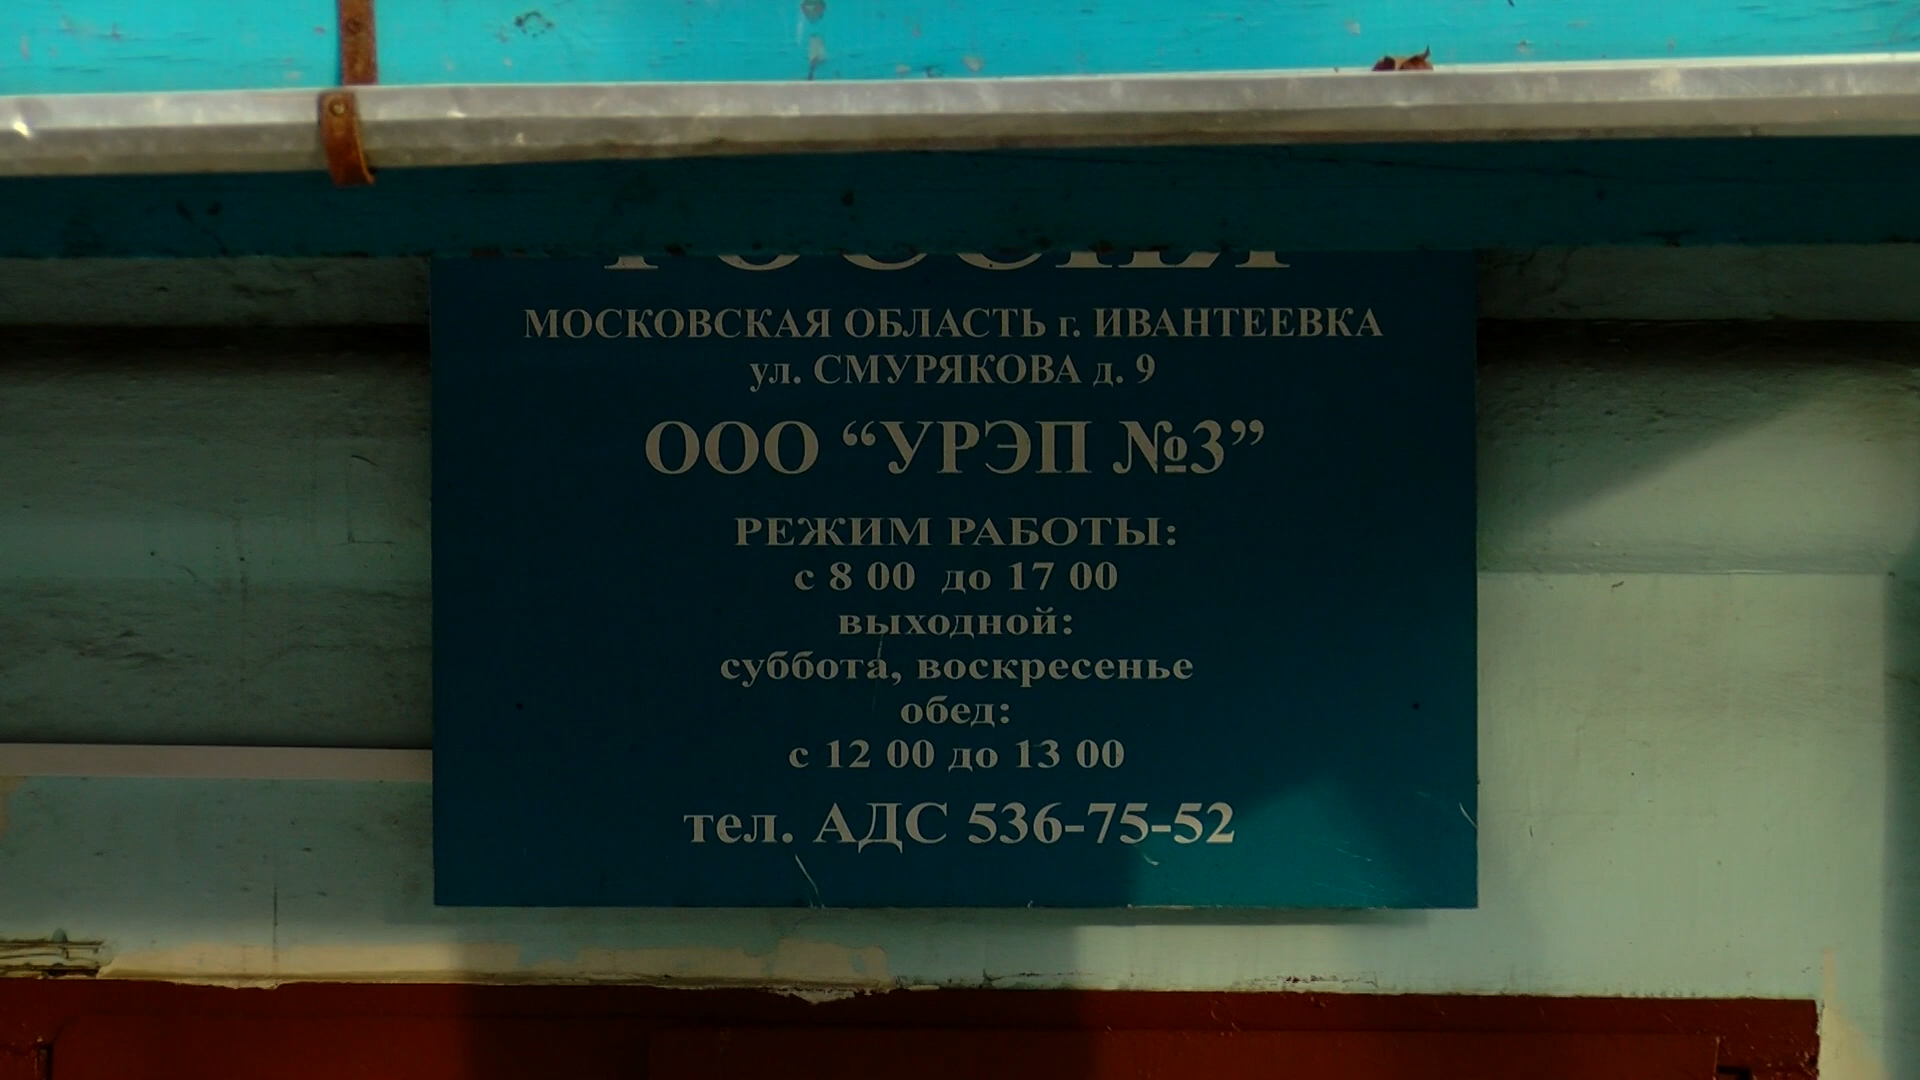 РОССИЯ
МОСКОВСКАЯ ОБЛАСТЬ г. ИВАНТЕЕВКА
ул. СМУРЯКОВА д. 9
ООО “УРЭП №3”
РЕЖИМ РАБОТЫ:
с 8 00 до 17 00
выходной:
суббота, воскресенье
обед:
с 12 00 до 13 00
тел. АДС 536-75-52